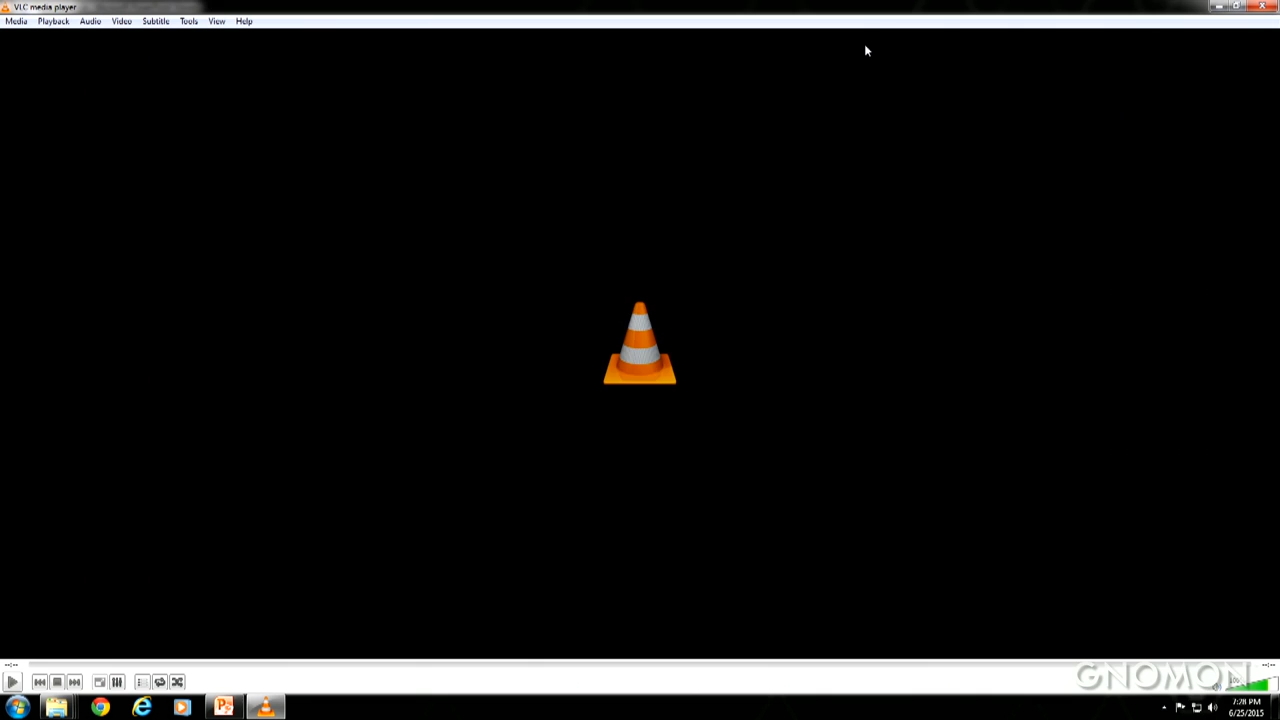 VLC media player
Media Playback Audio Video Subtitle Tools View Help
--:-- --:--
GNOMON
7:28 PM
6/25/2015